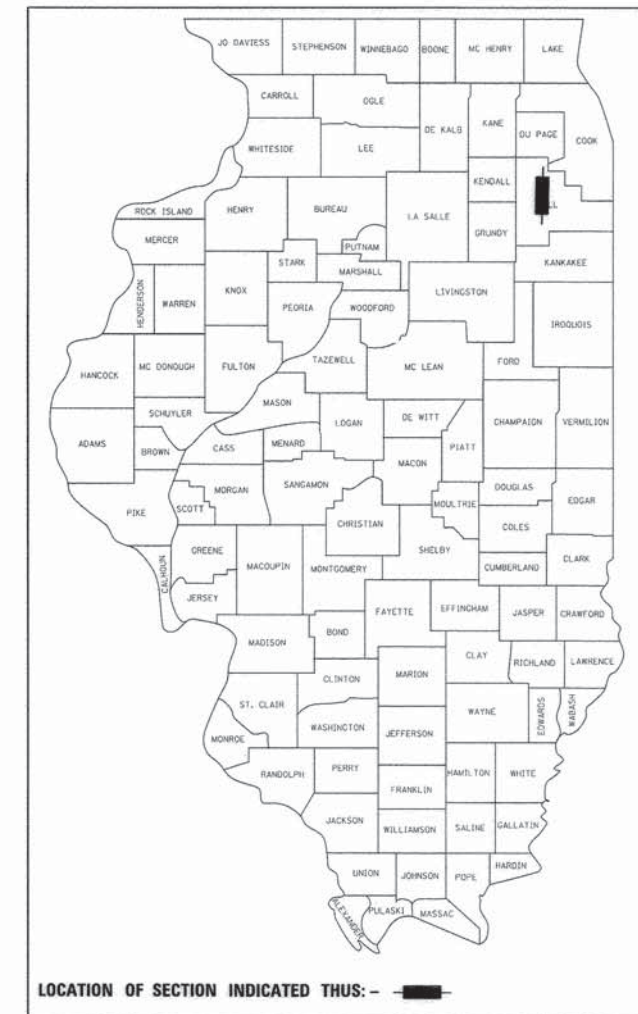 JO DAVIESS STEPHENSON WINNEBAGO BOONE MC HENRY LAKE
CARROLL OGLE DE KALB KANE DU PAGE COOK
WHITESIDE LEE
ROCK ISLAND HENRY BUREAU LA SALLE KENDALL LL
MERCER PUTNAM GRUNDY
STARK MARSHALL KANKAKEE
HENDERSON WARREN KNOX PEORIA WOODFORD LIVINGSTON IROQUOIS
HANCOCK MC DONOUGH FULTON TAZEWELL MC LEAN FORD
MASON
SCHUYLER LOGAN DE WITT CHAMPAIGN VERMILION
ADAMS BROWN CASS MENARD PIATT
MACON
PIKE SCOTT MORGAN SANGAMON MOULTRIE DOUGLAS EDGAR
CHRISTIAN COLES
CALHOUN GREENE MACOUPIN MONTGOMERY SHELBY CUMBERLAND CLARK
JERSEY FAYETTE EFFINGHAM JASPER CRAWFORD
MADISON BOND
CLAY RICHLAND LAWRENCE
CLINTON MARION
ST. CLAIR WAYNE EDWARDS WABASH
WASHINGTON JEFFERSON
MONROE
RANDOLPH PERRY HAMILTON WHITE
FRANKLIN
JACKSON WILLIAMSON SALINE GALLATIN
UNION JOHNSON POPE HARDIN
ALEXANDER PULASKI MASSAC
LOCATION OF SECTION INDICATED THUS: -